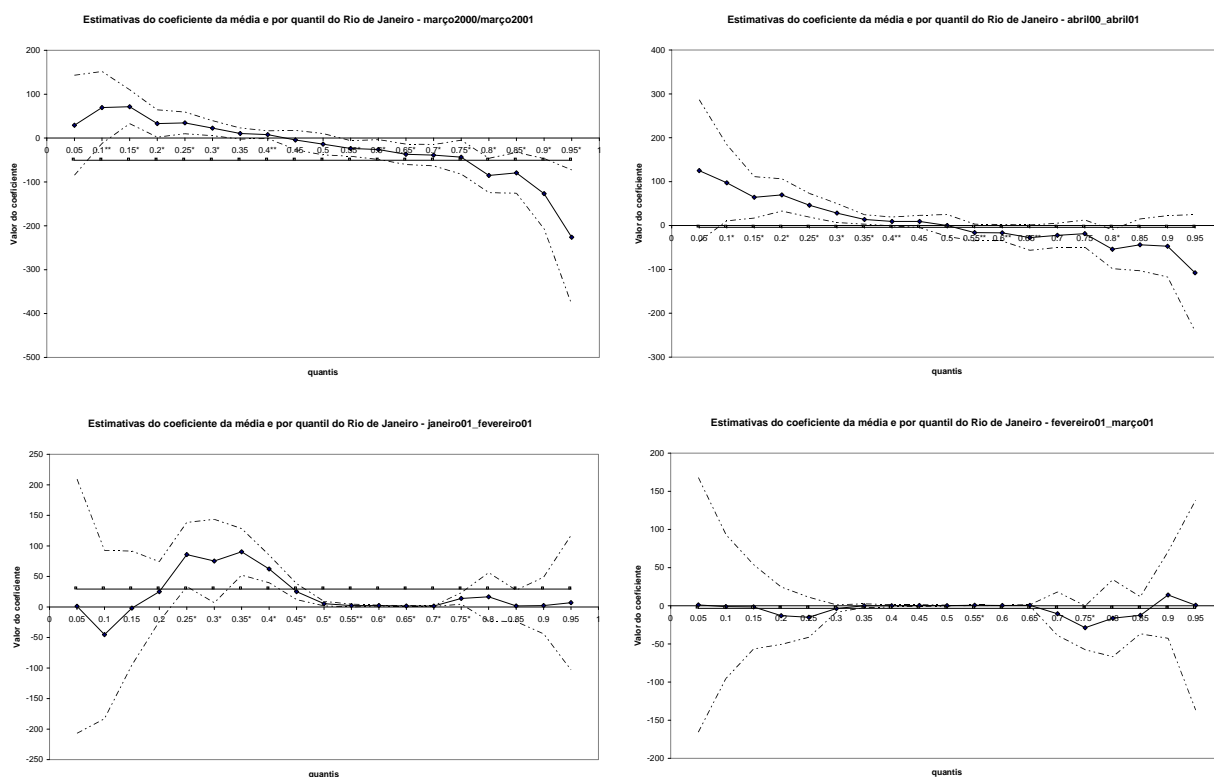 Estimativas do coeficiente da média e por quantil do Rio de Janeiro - março2000/março2001
200
100
0
-100
-200
-300
-400
-500
Valor do coeficiente
0 0.05 0.1** 0.15* 0.2* 0.25* 0.3* 0.35 0.4** 0.45 0.5 0.55** 0.6* 0.65* 0.7* 0.75* 0.8* 0.85* 0.9* 0.95* 1
quantis
Estimativas do coeficiente da média e por quantil do Rio de Janeiro - abril00_abril01
400
300
200
100
0
-100
-200
-300
Valor do coeficiente
0 0.05 0.1* 0.15* 0.2* 0.25* 0.3* 0.35* 0.4** 0.45 0.5 0.55** 0.65** 0.7 0.75 0.8* 0.85 0.9 0.95
quantis
Estimativas do coeficiente da média e por quantil do Rio de Janeiro - janeiro01_fevereiro01
250
200
150
100
50
0
-50
-100
-150
-200
-250
Valor do coeficiente
0 0.05 0.1 0.15 0.2 0.25* 0.3* 0.35* 0.4* 0.45* 0.5* 0.55* 0.6* 0.65 0.7 0.75* 0.8 0.85 0.9 0.95 1
quantis
Estimativas do coeficiente da média e por quantil do Rio de Janeiro - fevereiro01_março01
200
150
100
50
0
-50
-100
-150
-200
Valor do coeficiente
0 0.05 0.1 0.15 0.2 0.25 0.3 0.35 0.4 0.45 0.5 0.55 0.6 0.65 0.7 0.75 0.8 0.85 0.9 0.95
quantis